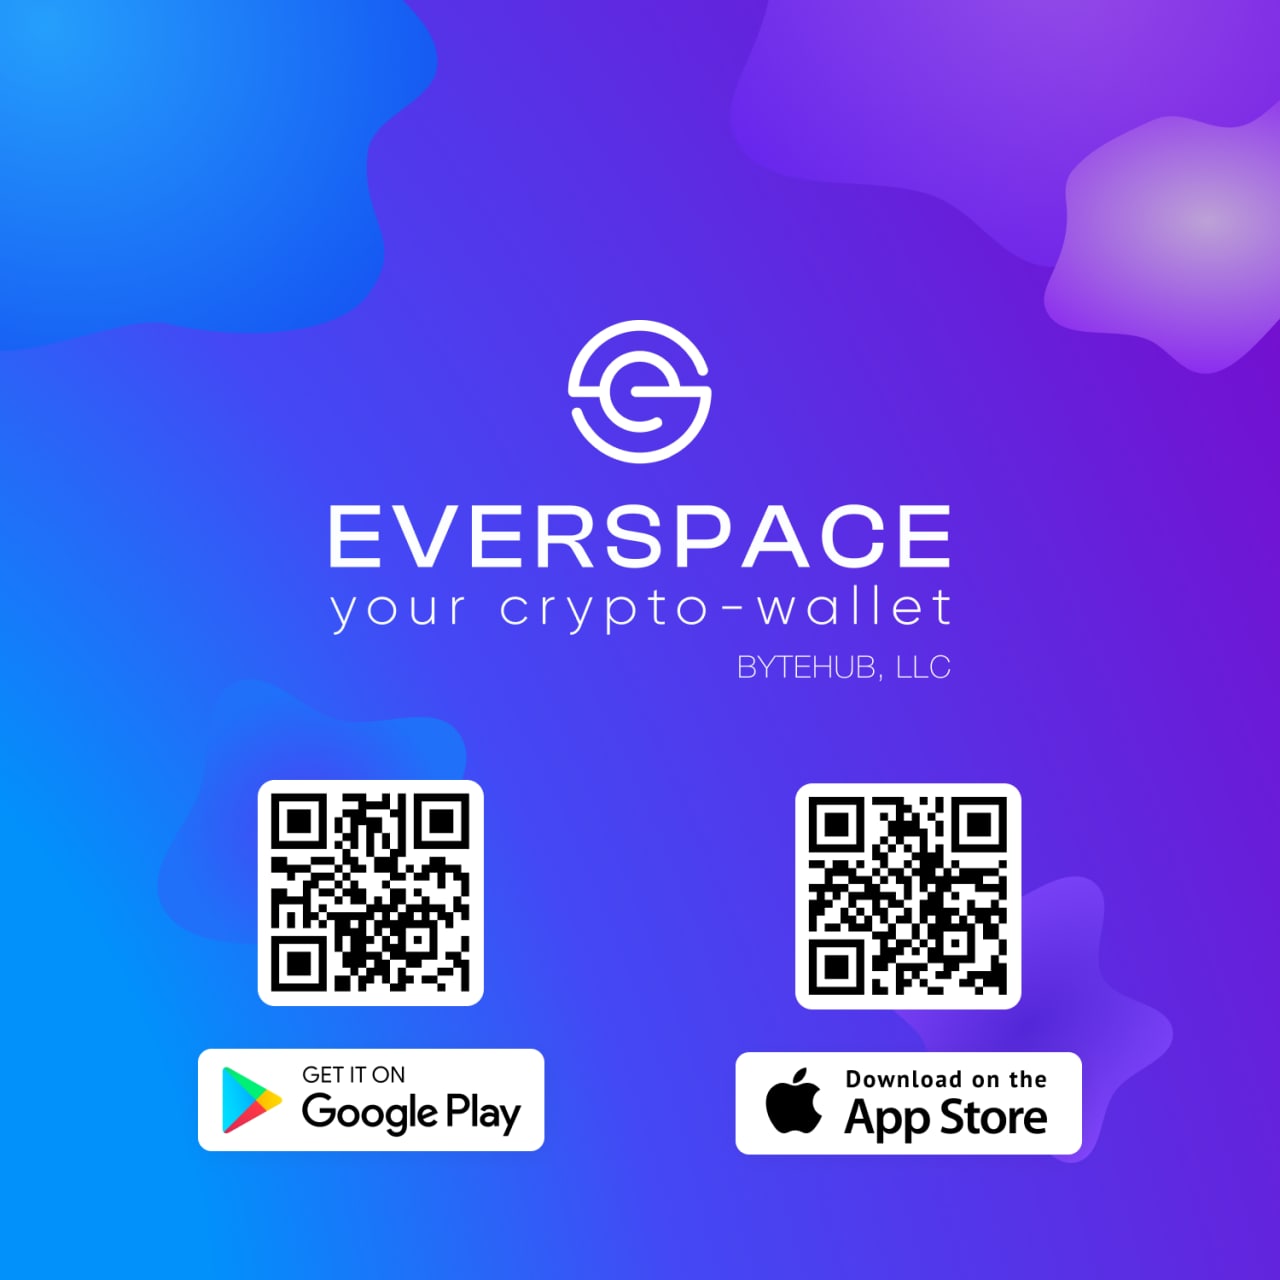 EVERSPACE
your crypto-wallet
BYTEHUB, LLC
GET IT ON
Google Play
Download on the
App Store